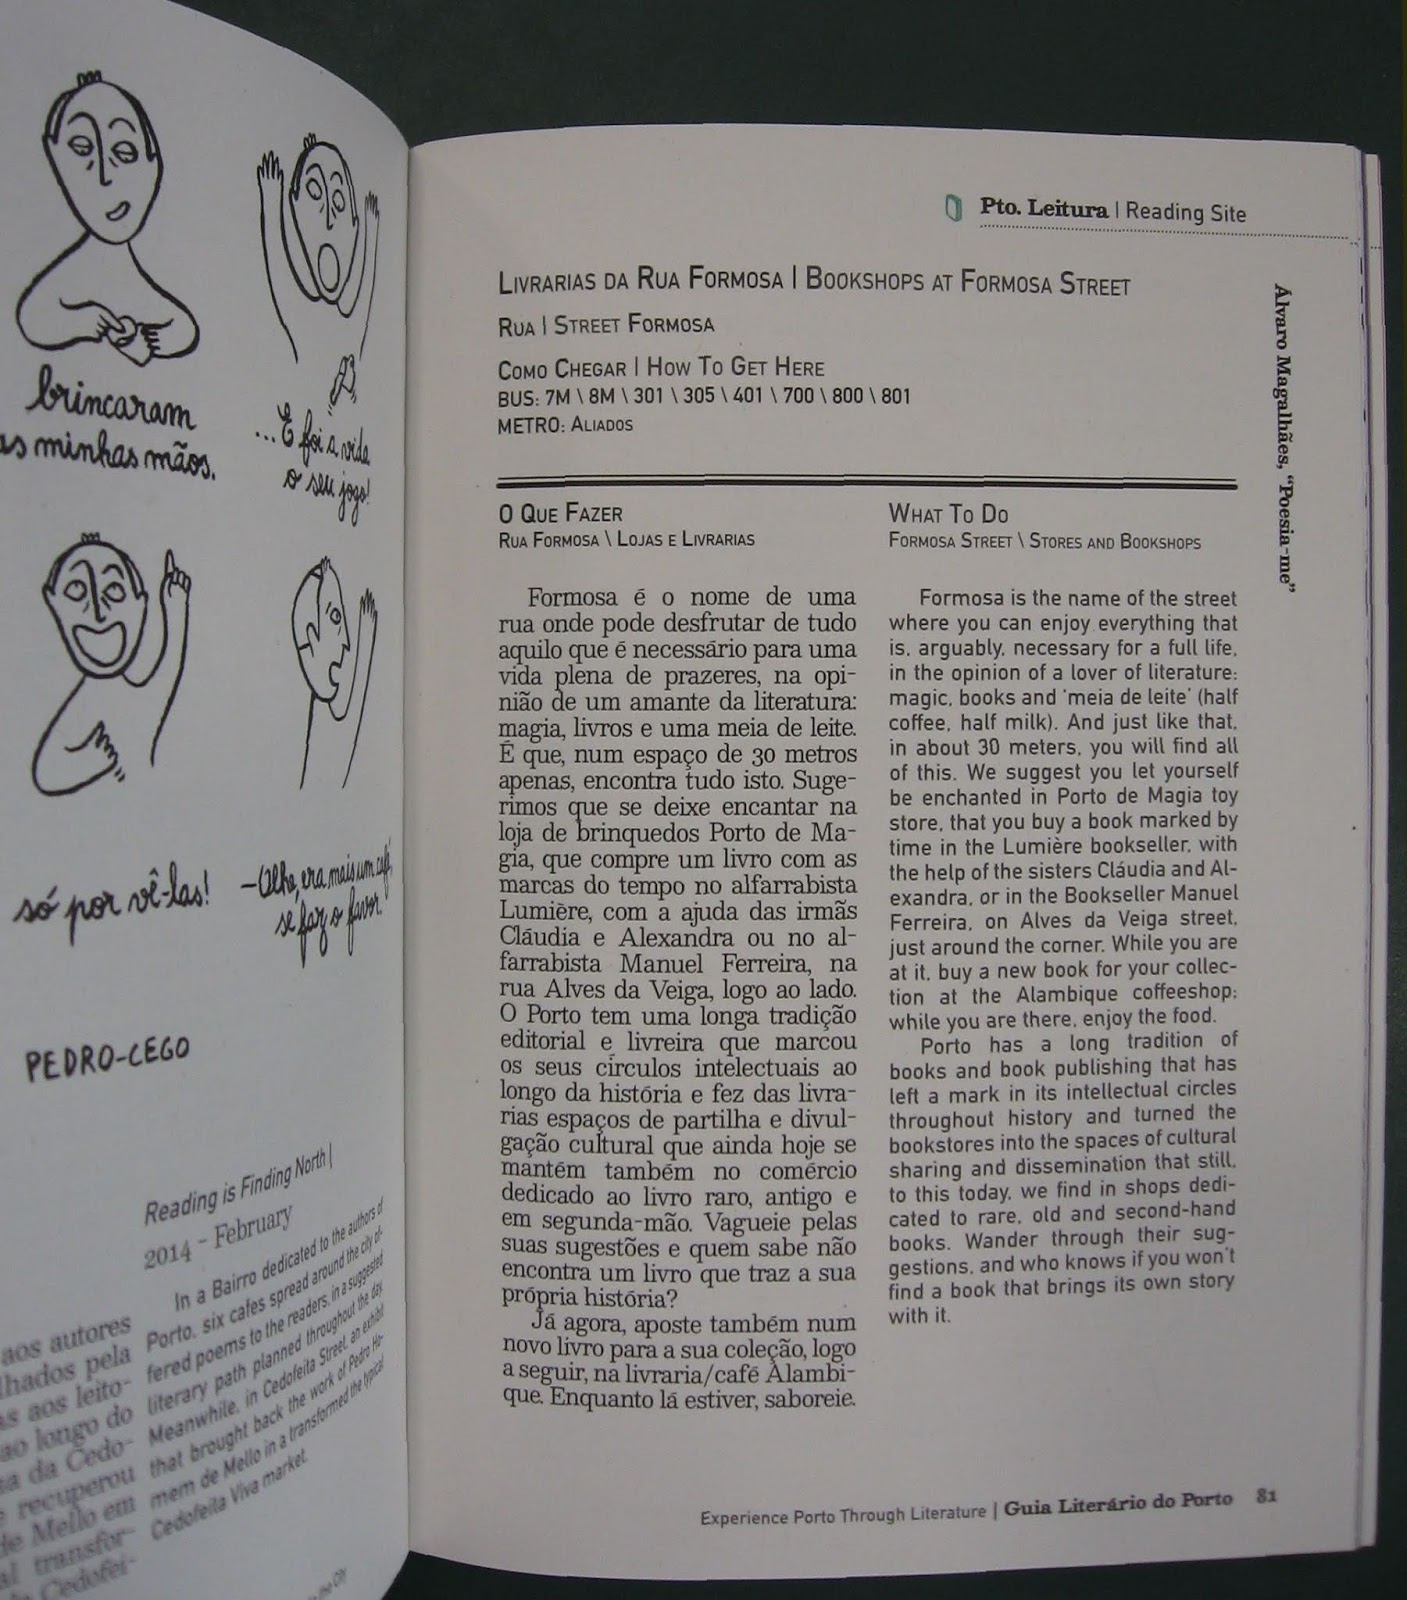 brincaram
as minhas mãos.
...E foi a vida
o seu jogo!
só por vê-las!
—Olhe, era mais um café,
se faz o favor.
PEDRO-CEGO
aos autores
lhados pela
s aos leito-
ao longo do
sa da Cedo-
e recuperou
de Mello em
al transfor-
Cedofei-
Reading is Finding North |
2014 – February
In a Bairro dedicated to the authors of
Porto, six cafes spread around the city of-
fered poems to the readers, in a suggested
literary path planned throughout the day.
Meanwhile, in Cedofeita Street, an exhibit
that brought back the work of Pedro Ho-
mem de Mello in a transformed the typical
Cedofeita Viva market.
the City
Pto. Leitura | Reading Site
Livrarias da Rua Formosa | Bookshops at Formosa Street
Rua | Street Formosa
Como Chegar | How To Get Here
BUS: 7M \ 8M \ 301 \ 305 \ 401 \ 700 \ 800 \ 801
METRO: Aliados
O Que Fazer
Rua Formosa \ Lojas e Livrarias
Formosa é o nome de uma
rua onde pode desfrutar de tudo
aquilo que é necessário para uma
vida plena de prazeres, na opi-
nião de um amante da literatura:
magia, livros e uma meia de leite.
É que, num espaço de 30 metros
apenas, encontra tudo isto. Suge-
rimos que se deixe encantar na
loja de brinquedos Porto de Ma-
gia, que compre um livro com as
marcas do tempo no alfarrabista
Lumière, com a ajuda das irmãs
Cláudia e Alexandra ou no al-
farrabista Manuel Ferreira, na
rua Alves da Veiga, logo ao lado.
O Porto tem uma longa tradição
editorial e livreira que marcou
os seus círculos intelectuais ao
longo da história e fez das livra-
rias espaços de partilha e divul-
gação cultural que ainda hoje se
mantém também no comércio
dedicado ao livro raro, antigo e
em segunda-mão. Vagueie pelas
suas sugestões e quem sabe não
encontra um livro que traz a sua
própria história?
Já agora, aposte também num
novo livro para a sua coleção, logo
a seguir, na livraria/café Alambi-
que. Enquanto lá estiver, saboreie.
What To Do
Formosa Street \ Stores and Bookshops
Formosa is the name of the street
where you can enjoy everything that
is, arguably, necessary for a full life,
in the opinion of a lover of literature:
magic, books and 'meia de leite' (half
coffee, half milk). And just like that,
in about 30 meters, you will find all
of this. We suggest you let yourself
be enchanted in Porto de Magia toy
store, that you buy a book marked by
time in the Lumière bookseller, with
the help of the sisters Cláudia and Al-
exandra, or in the Bookseller Manuel
Ferreira, on Alves da Veiga street,
just around the corner. While you are
at it, buy a new book for your collec-
tion at the Alambique coffeeshop;
while you are there, enjoy the food.
Porto has a long tradition of
books and book publishing that has
left a mark in its intellectual circles
throughout history and turned the
bookstores into the spaces of cultural
sharing and dissemination that still,
to this today, we find in shops dedi-
cated to rare, old and second-hand
books. Wander through their sug-
gestions, and who knows if you won't
find a book that brings its own story
with it.
Álvaro Magalhães, "Poesia-me"
Experience Porto Through Literature | Guia Literário do Porto 81